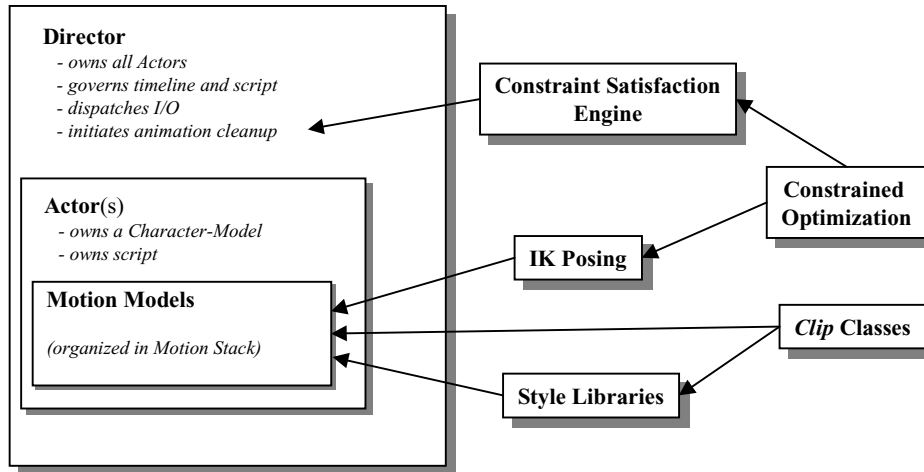 Director
- owns all Actors
- governs timeline and script
- dispatches I/O
- initiates animation cleanup
Actor(s)
- owns a Character-Model
- owns script
Motion Models
(organized in Motion Stack)
Constraint Satisfaction
Engine
Constrained
Optimization
IK Posing
Clip Classes
Style Libraries